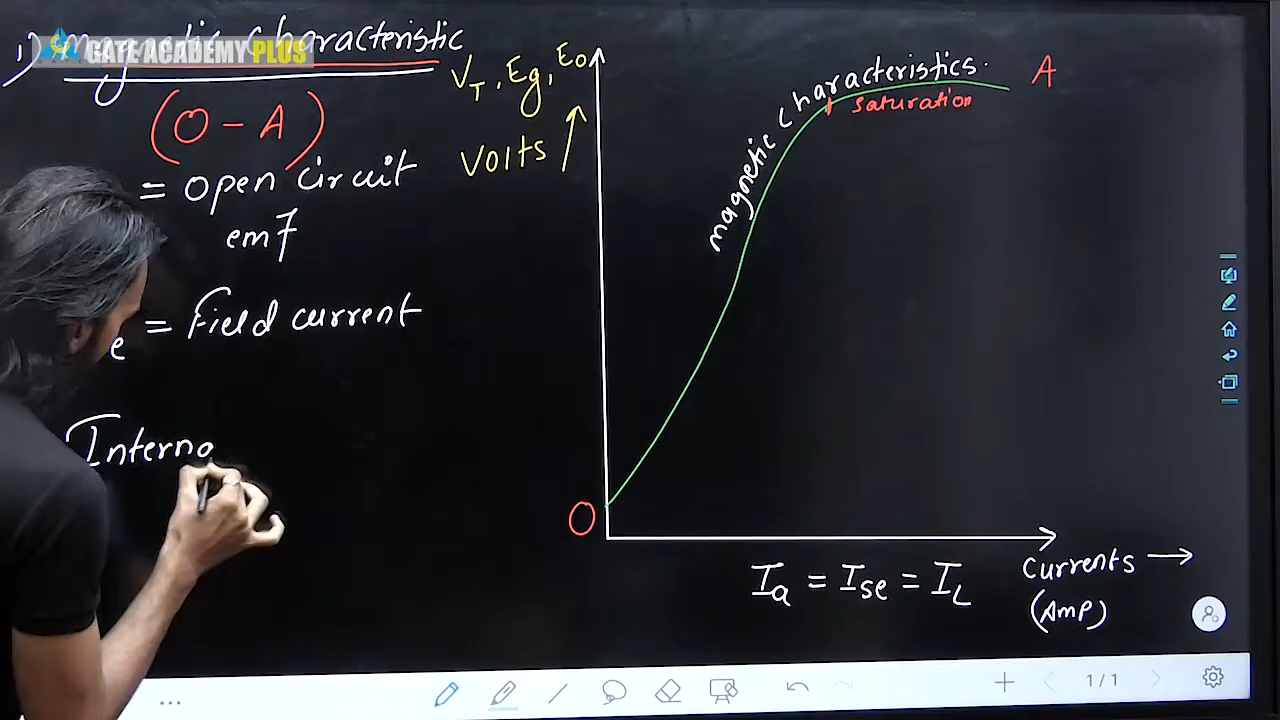 1) Magnetic Characteristic
GATE ACADEMY PLUS
(O - A)
= open circuit
emf
e = Field current
Interna
VT, Eg, Eo
Volts
magnetic characteristics.
saturation
A
O
Ia = Ise = IL
Currents →
(Amp)
1 / 1